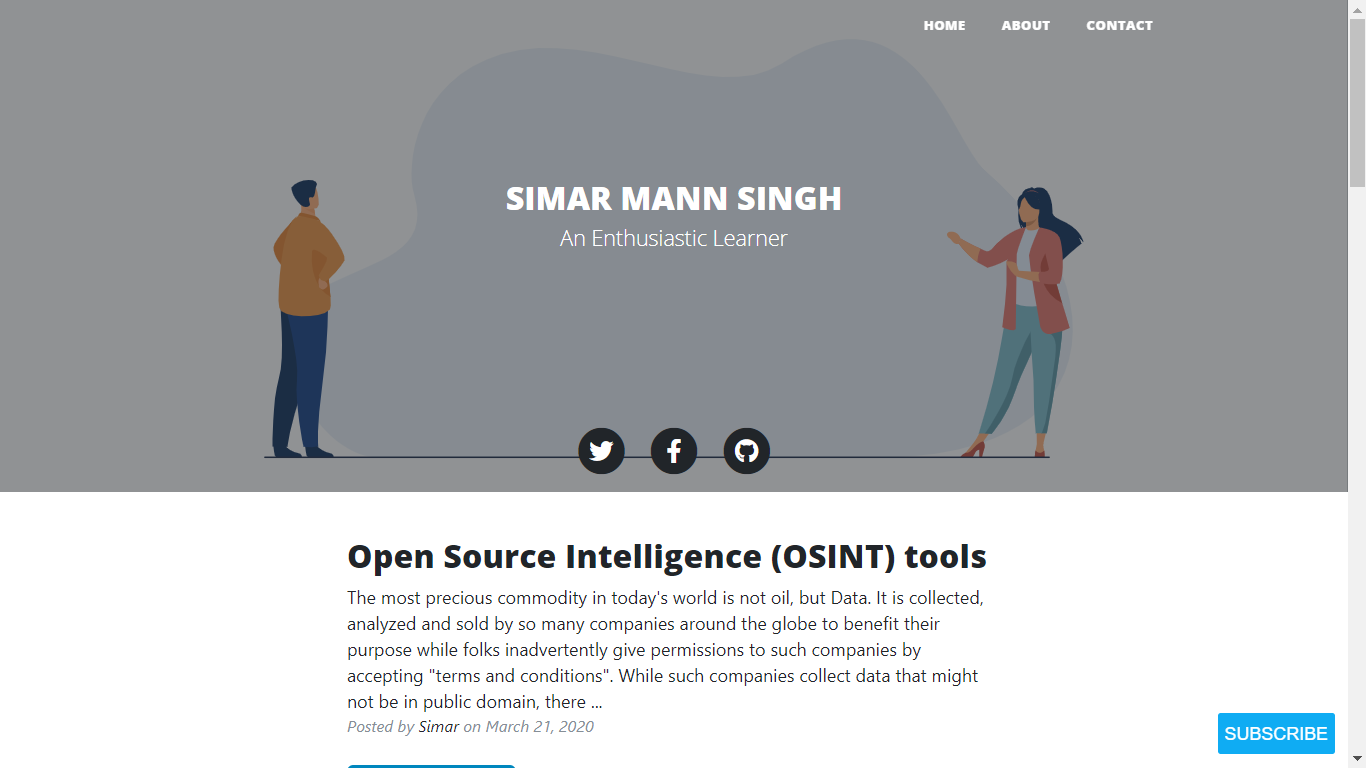 HOME ABOUT CONTACT
SIMAR MANN SINGH
An Enthusiastic Learner
Open Source Intelligence (OSINT) tools
The most precious commodity in today's world is not oil, but Data. It is collected,
analyzed and sold by so many companies around the globe to benefit their
purpose while folks inadvertently give permissions to such companies by
accepting "terms and conditions". While such companies collect data that might
not be in public domain, there ...
Posted by Simar on March 21, 2020
SUBSCRIBE